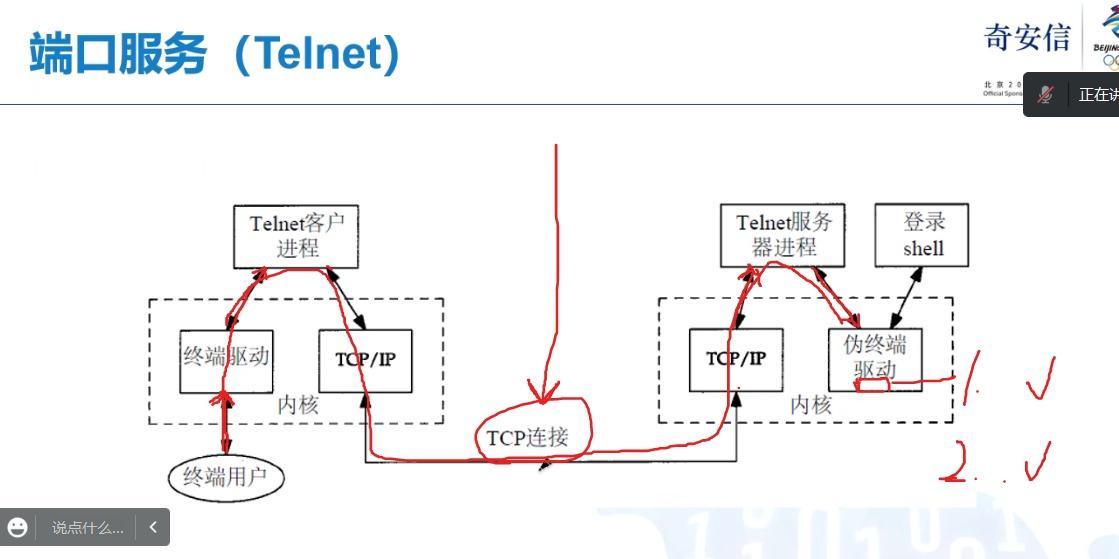 端口服务（Telnet）
奇安信
北京20
Official Spons
BEIJING
正在讲
Telnet客户
进程
Telnet服务
器进程
登录
shell
终端驱动
TCP/IP
TCP/IP
伪终端
驱动
内核
内核
1.
TCP连接
2.
终端用户
说点什么...